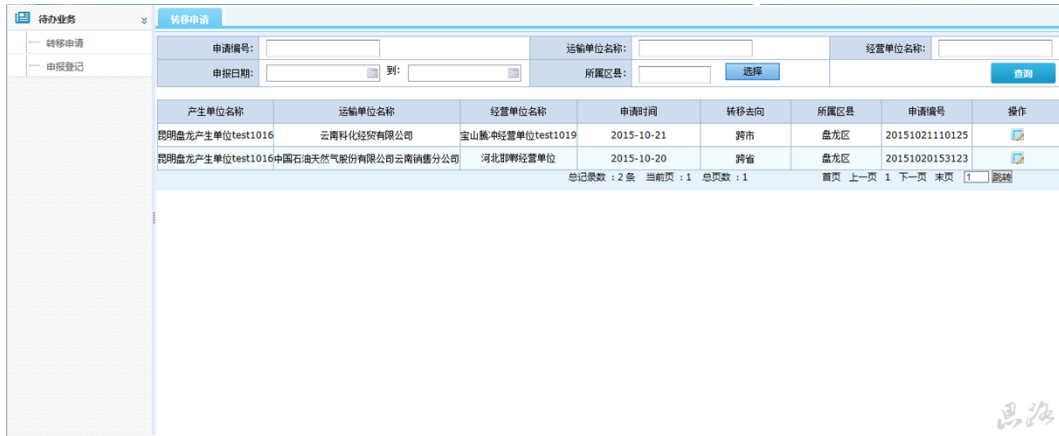 待办业务
转移申请
申报登记
转移申请
申请编号: 运输单位名称: 经营单位名称:
申报日期: 到: 所属区县: 选择 查询
产生单位名称 运输单位名称 经营单位名称 申请时间 转移去向 所属区县 申请编号 操作
昆明盘龙产生单位test1016 云南科化经贸有限公司 宝山腾冲经营单位test1019 2015-10-21 跨市 盘龙区 20151021110125
昆明盘龙产生单位test1016 中国石油天然气股份有限公司云南销售分公司 河北邯郸经营单位 2015-10-20 跨省 盘龙区 20151020153123
总记录数 : 2 条 当前页 : 1 总页数 : 1 首页 上一页 1 下一页 末页 1 跳转
思路